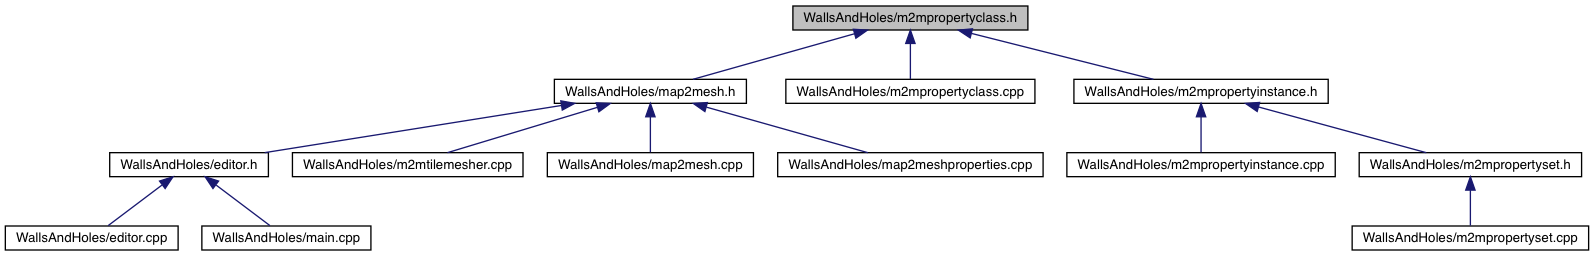 WallsAndHoles/m2mpropertyclass.h
WallsAndHoles/map2mesh.h
WallsAndHoles/m2mpropertyclass.cpp
WallsAndHoles/m2mpropertyinstance.h
WallsAndHoles/editor.h
WallsAndHoles/m2mtilemesher.cpp
WallsAndHoles/map2mesh.cpp
WallsAndHoles/map2meshproperties.cpp
WallsAndHoles/m2mpropertyinstance.cpp
WallsAndHoles/m2mpropertyset.h
WallsAndHoles/editor.cpp
WallsAndHoles/main.cpp
WallsAndHoles/m2mpropertyset.cpp